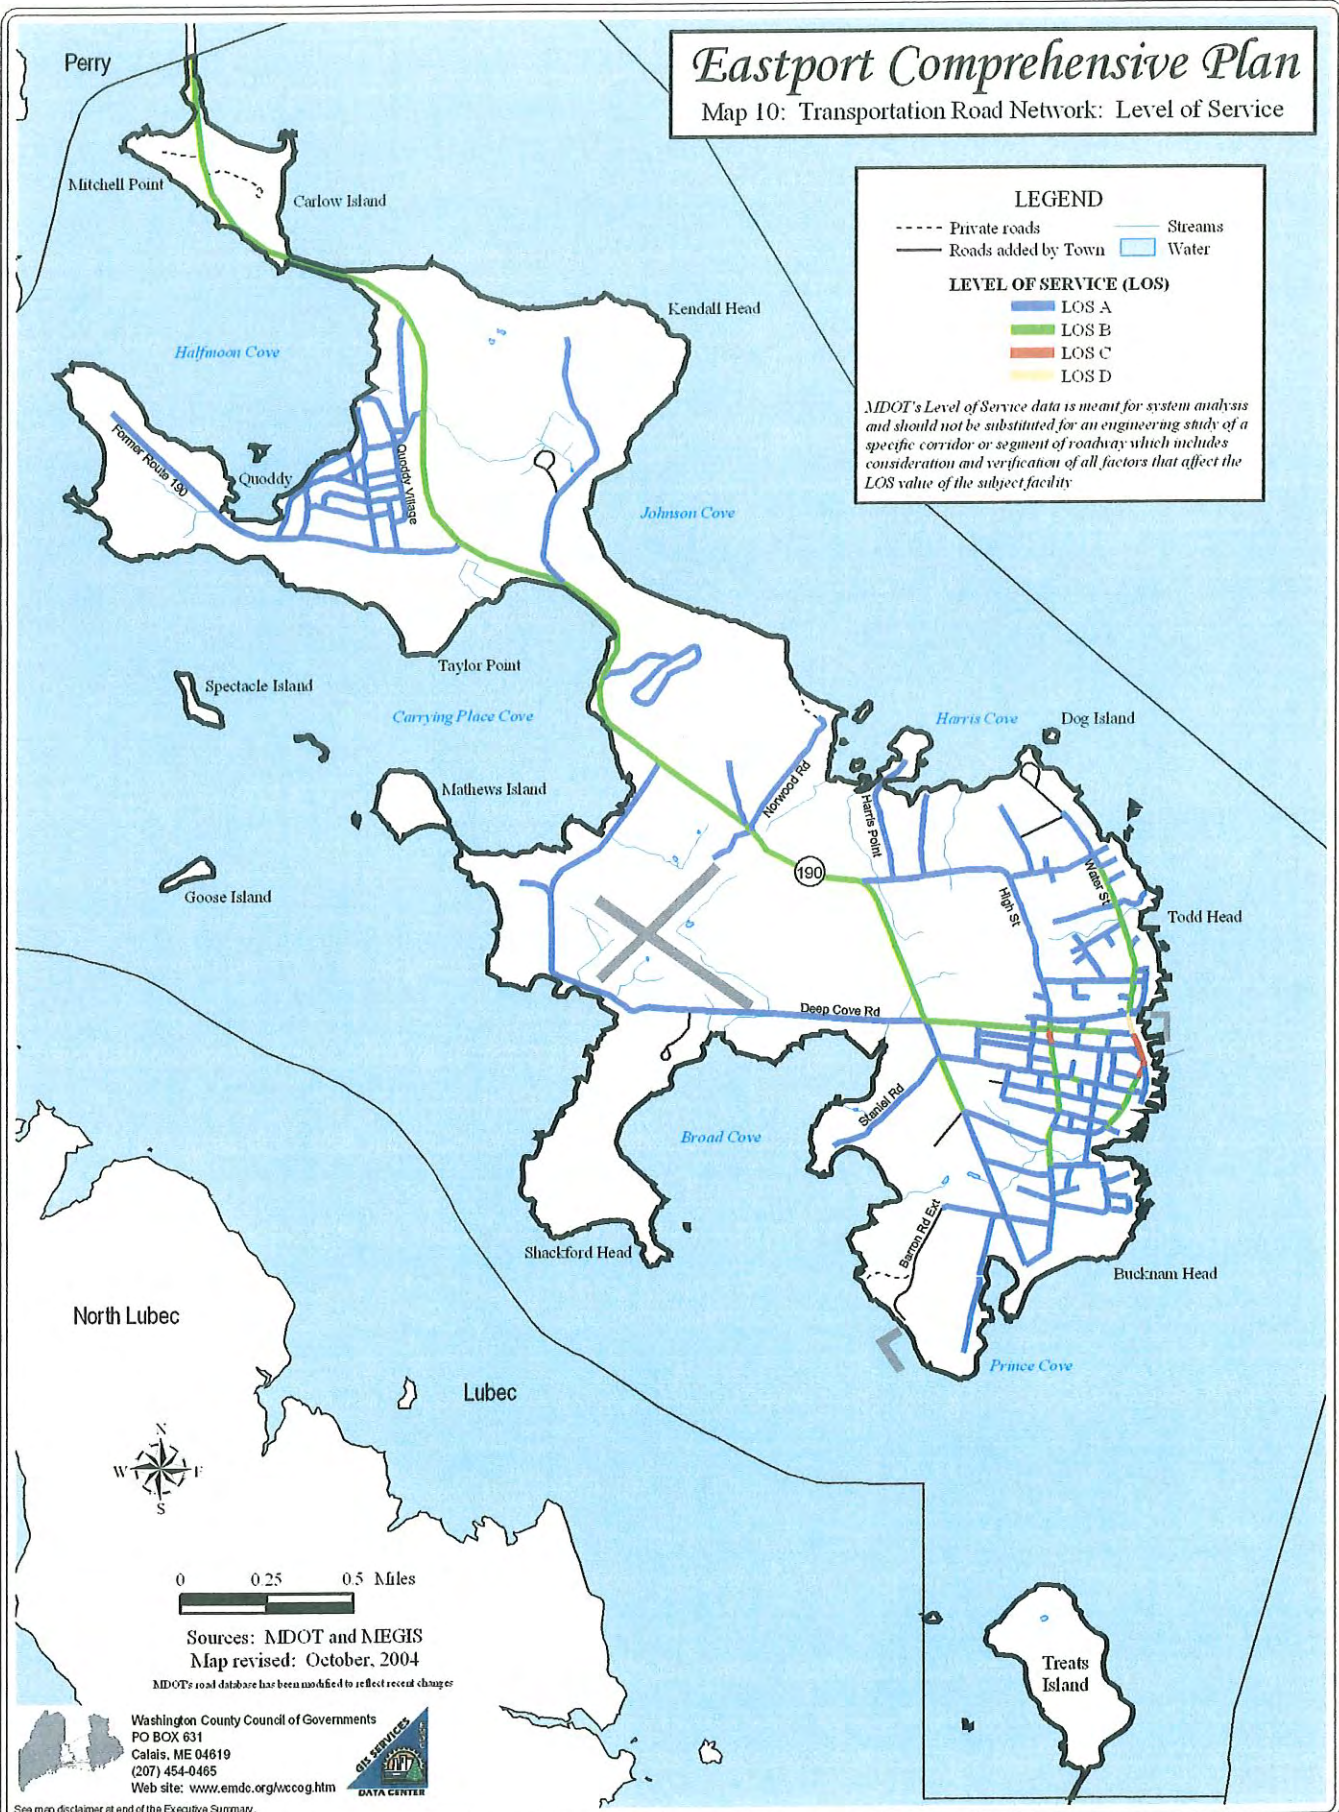 Eastport Comprehensive Plan
Map 10: Transportation Road Network: Level of Service
LEGEND
Private roads
Streams
Roads added by Town
Water
LEVEL OF SERVICE (LOS)
LOS A
LOS B
LOS C
LOS D
MDOT's Level of Service data is meant for system analysis
and should not be substituted for an engineering study of a
specific corridor or segment of roadway which includes
consideration and verification of all factors that affect the
LOS value of the subject facility
Perry
Mitchell Point
Carlow Island
Kendall Head
Halfmoon Cove
Former Route 190
Quoddy
Quoddy Village
Johnson Cove
Taylor Point
Spectacle Island
Carrying Place Cove
Harris Cove
Dog Island
Mathews Island
Norwood Rd
Harris Point
190
Goose Island
High St
Water St
Todd Head
Deep Cove Rd
Staniel Rd
Broad Cove
Barron Rd Ext
Shackford Head
Bucknam Head
North Lubec
Prince Cove
Lubec
N
W E
S
0 0.25 0.5 Miles
Sources: MDOT and MEGIS
Map revised: October, 2004
MDOT's road database has been modified to reflect recent changes
Treats
Island
Washington County Council of Governments
PO BOX 631
Calais, ME 04619
(207) 454-0465
Web site: www.emdc.org/wccog.htm
GIS SERVICES
DATA CENTER
See map disclaimer at end of the Executive Summary.